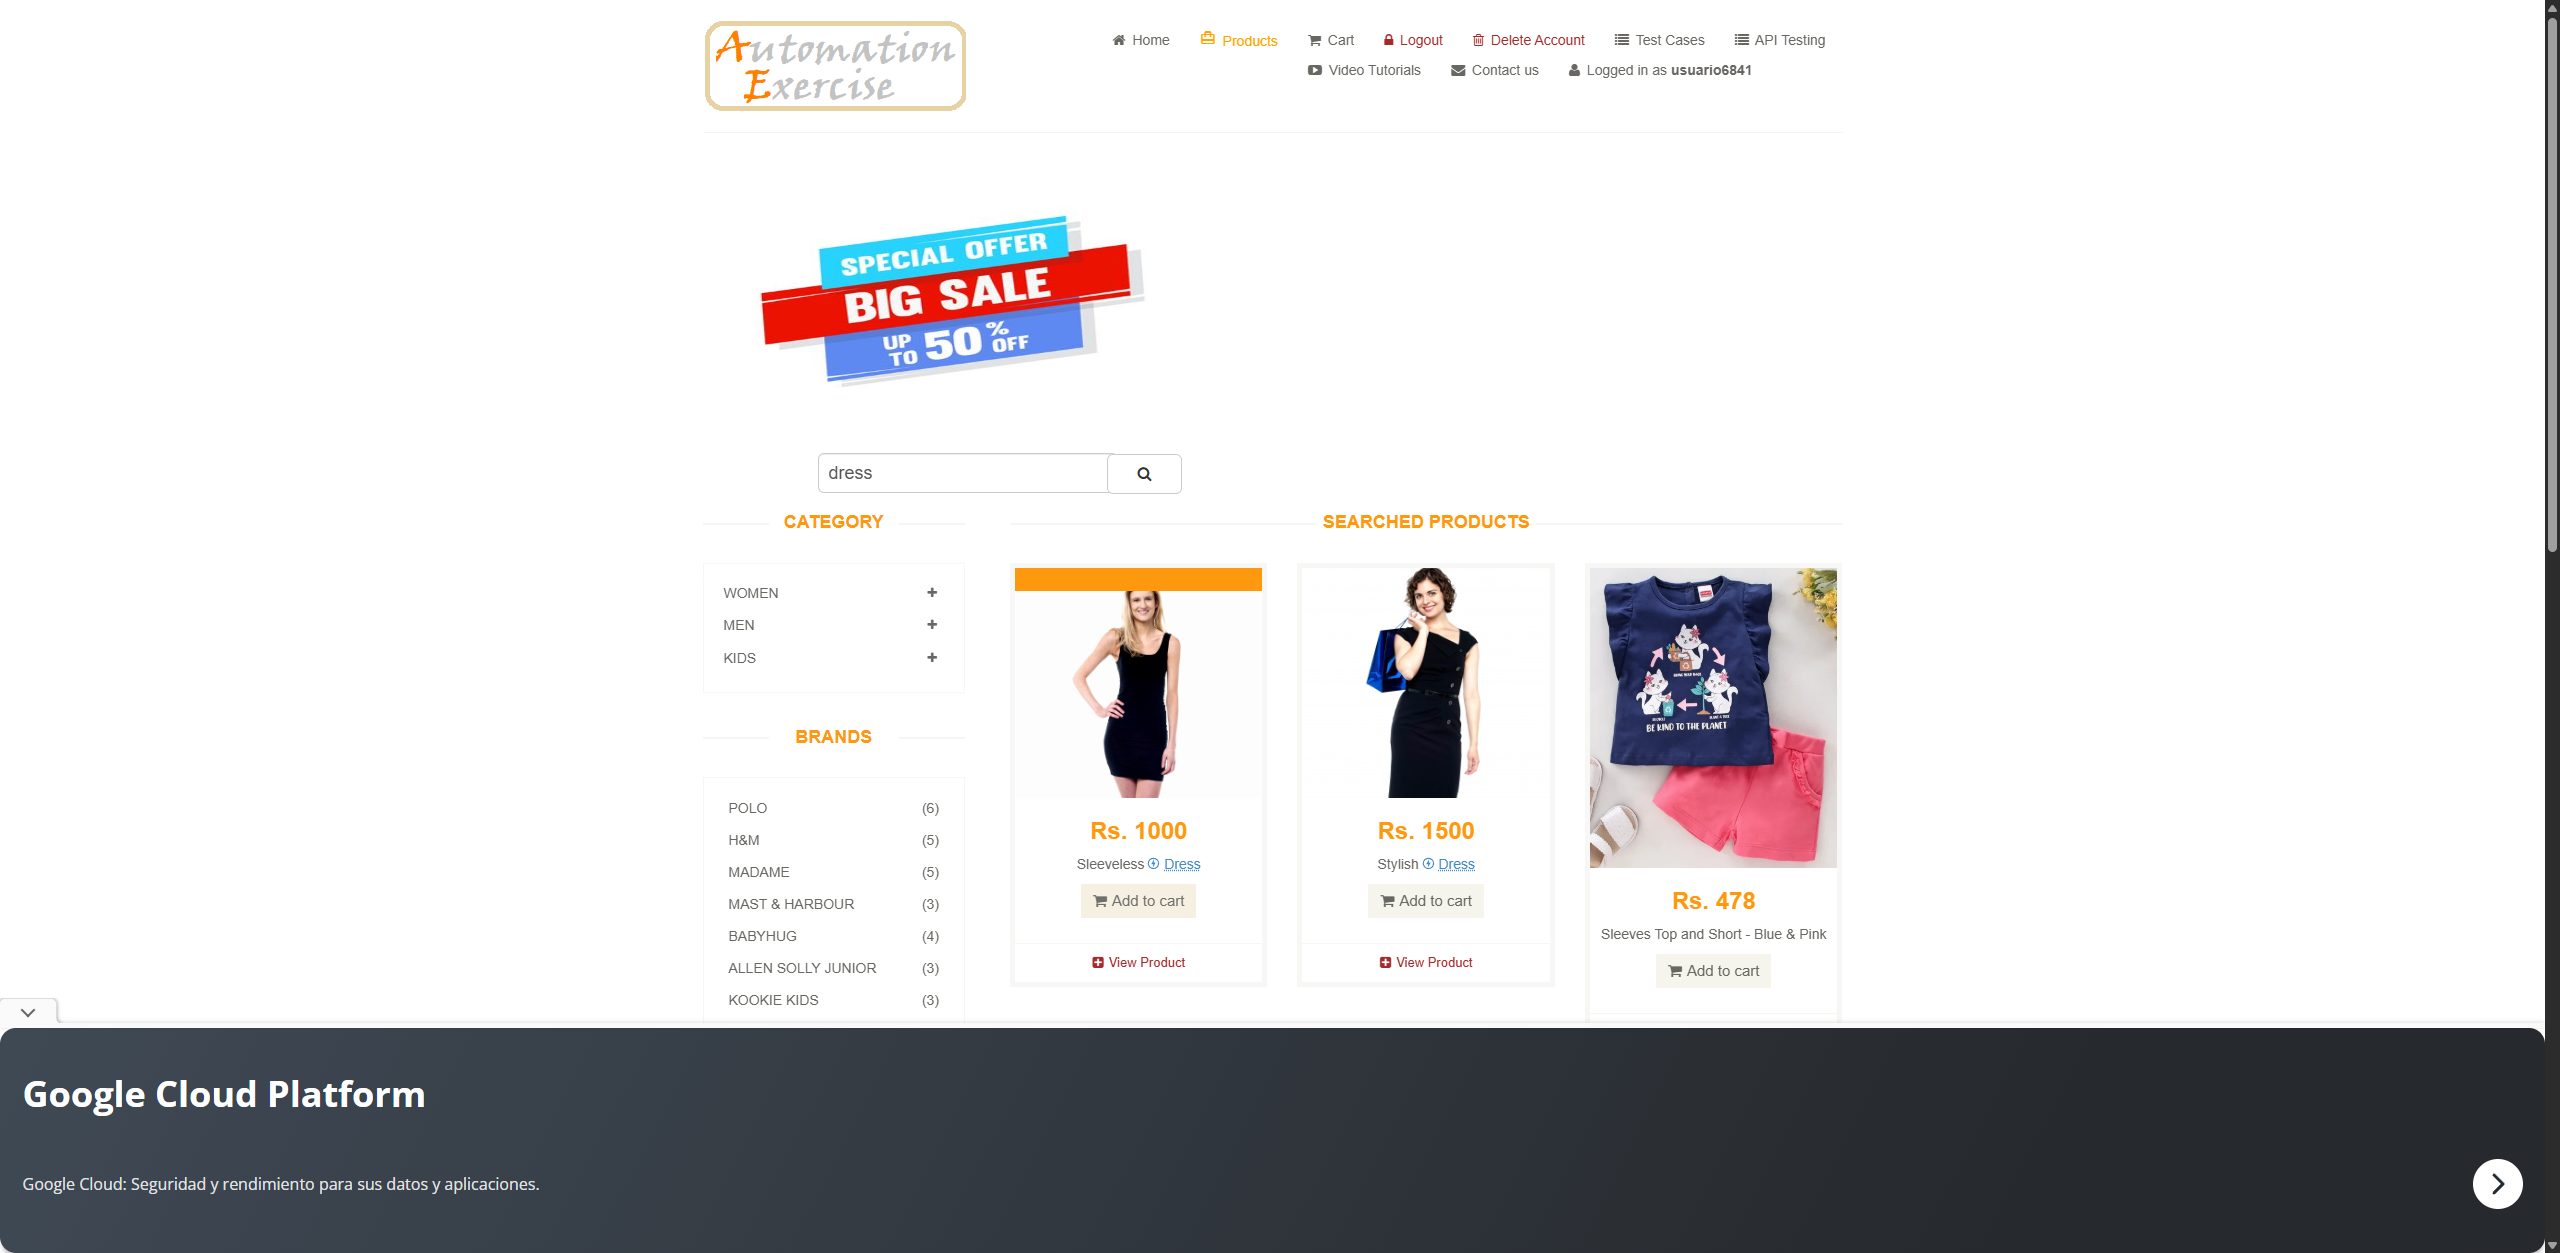 Automation
Exercise
Home
Products
Cart
Logout
Delete Account
Test Cases
API Testing
Video Tutorials
Contact us
Logged in as usuario6841
SPECIAL OFFER
BIG SALE
UP TO 50% OFF
dress
CATEGORY
WOMEN
MEN
KIDS
BRANDS
POLO (6)
H&M (5)
MADAME (5)
MAST & HARBOUR (3)
BABYHUG (4)
ALLEN SOLLY JUNIOR (3)
KOOKIE KIDS (3)
SEARCHED PRODUCTS
Rs. 1000
Sleeveless Dress
Add to cart
View Product
Rs. 1500
Stylish Dress
Add to cart
View Product
BE KIND TO THE PLANET
Rs. 478
Sleeves Top and Short - Blue & Pink
Add to cart
Google Cloud Platform
Google Cloud: Seguridad y rendimiento para sus datos y aplicaciones.